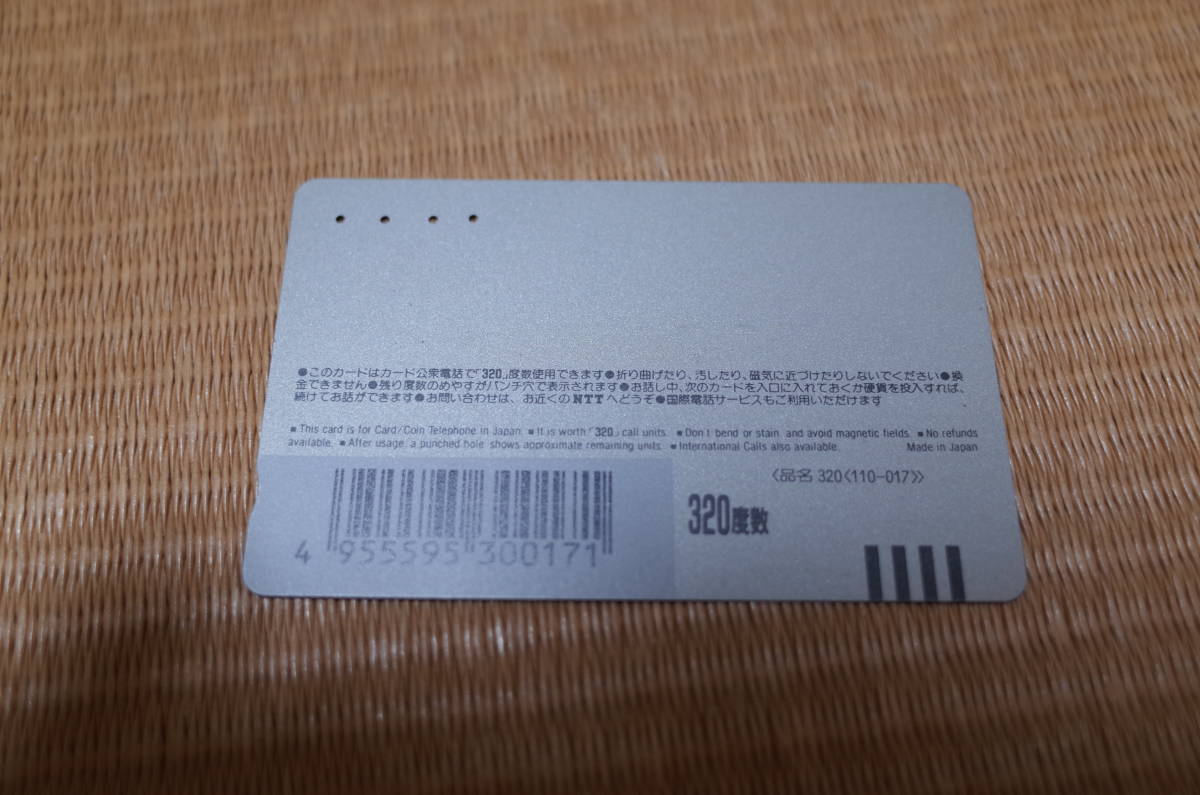 ●このカードはカード公衆電話で「320」度数使用できます●折り曲げたり、汚したり、磁気に近づけたりしないでください●換
金できません●残り度数のめやすがパンチ穴で表示されます●お話し中、次のカードを入口に入れておくか硬貨を投入すれば、
続けてお話ができます●お問い合わせは、お近くのNTTへどうぞ●国際電話サービスもご利用いただけます
■This card is for Card/Coin Telephone in Japan. ■It is worth「320」call units. ■Don't bend or stain, and avoid magnetic fields. ■No refunds
available. ■After usage, a punched hole shows approximate remaining units. ■International Calls also available. Made in Japan
〈品名 320〈110-017〉〉
320度数
4 955595 300171